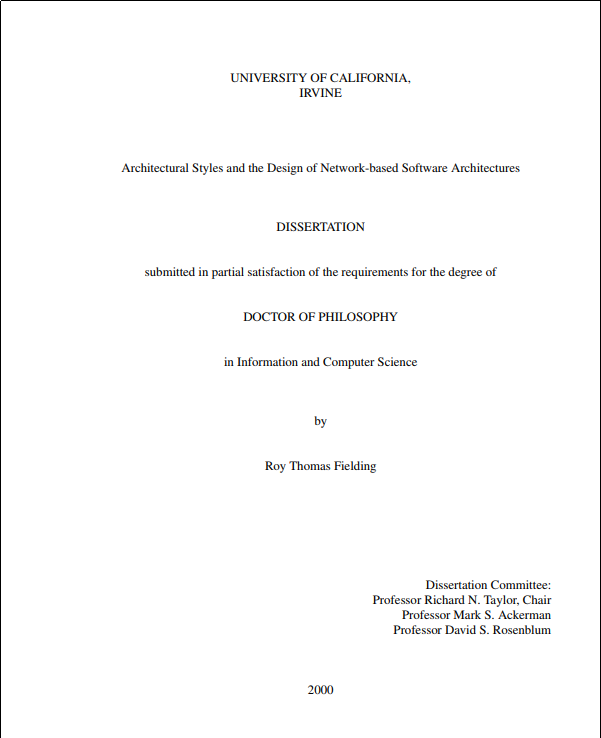 UNIVERSITY OF CALIFORNIA,
IRVINE
Architectural Styles and the Design of Network-based Software Architectures
DISSERTATION
submitted in partial satisfaction of the requirements for the degree of
DOCTOR OF PHILOSOPHY
in Information and Computer Science
by
Roy Thomas Fielding
Dissertation Committee:
Professor Richard N. Taylor, Chair
Professor Mark S. Ackerman
Professor David S. Rosenblum
2000